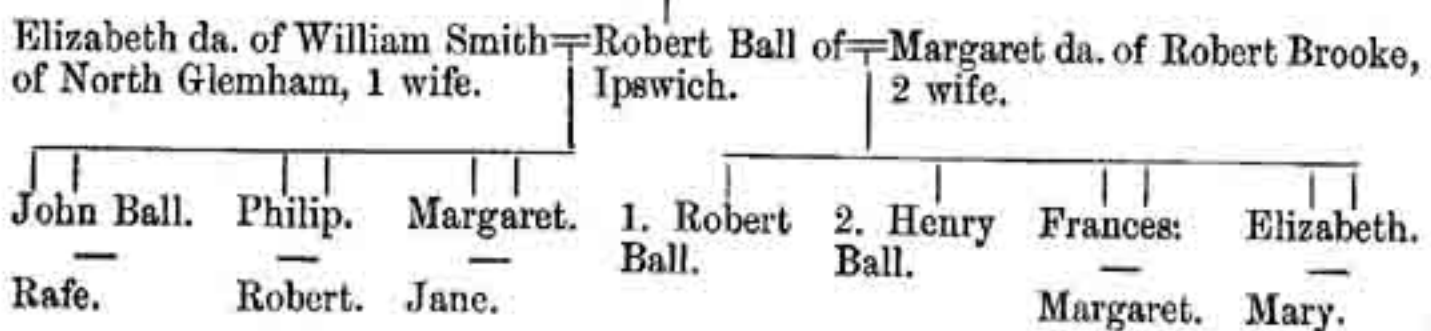 Elizabeth da. of William Smith=Robert Ball of=Margaret da. of Robert Brooke,
of North Glemham, 1 wife. Ipswich. 2 wife.
John Ball. Philip. Margaret. 1. Robert 2. Henry Frances: Elizabeth.
Ball. Ball.
— — — — —
Rafe. Robert. Jane. Margaret. Mary.